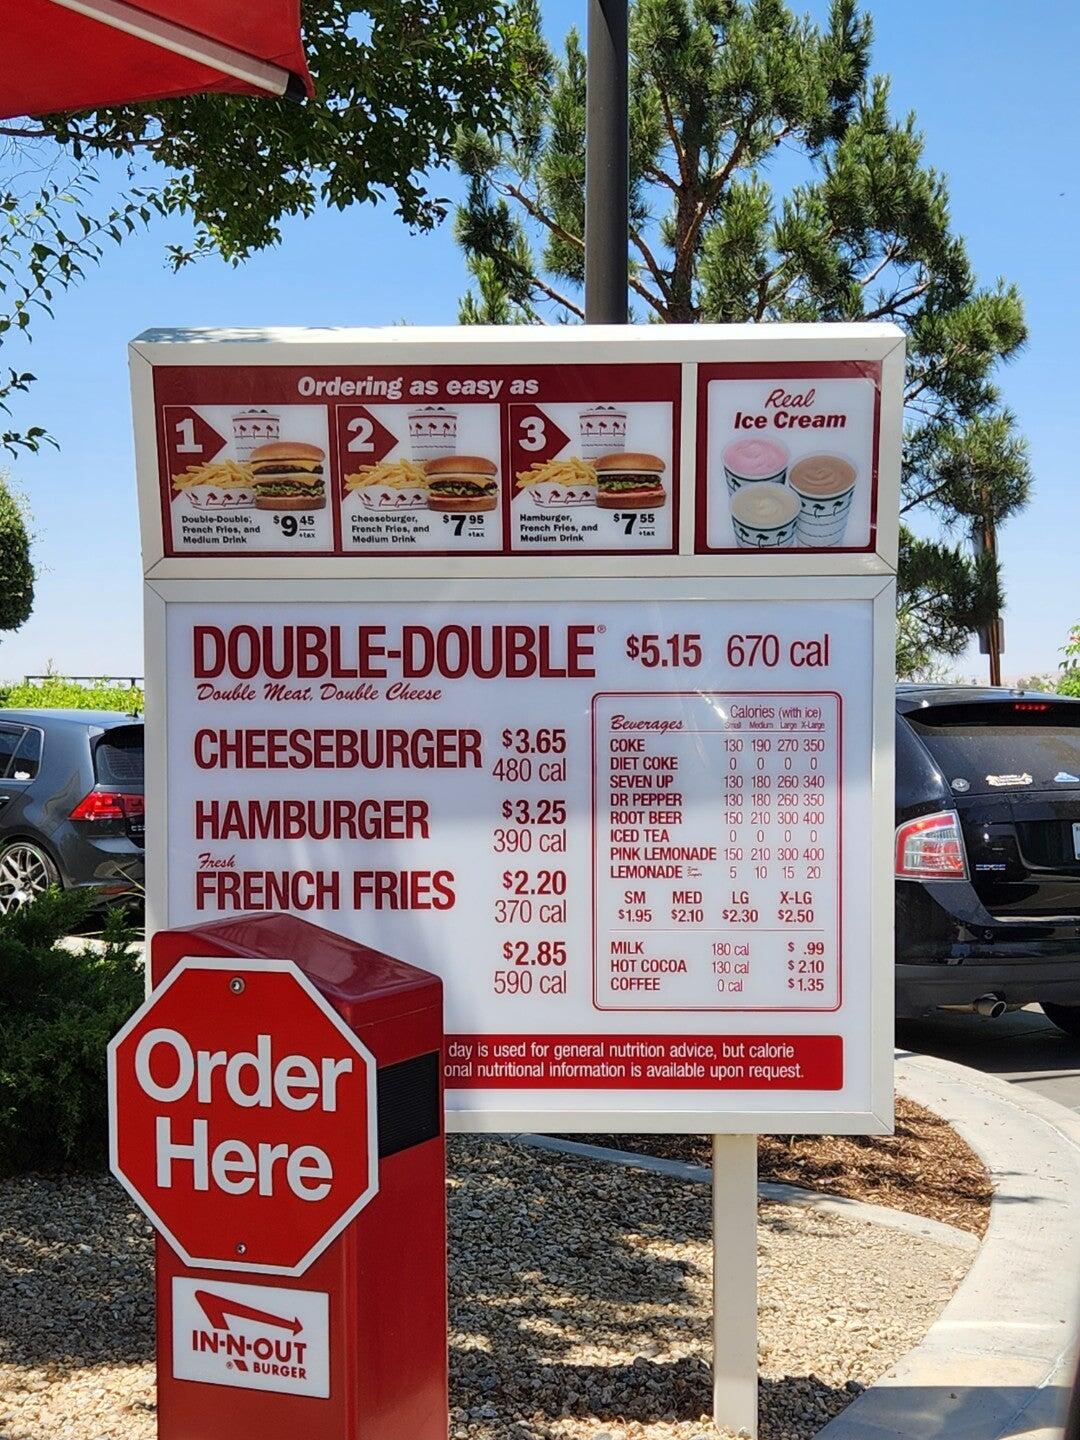 Ordering as easy as
1
Double-Double,
French Fries, and
Medium Drink
$9 45
+tax
2
Cheeseburger,
French Fries, and
Medium Drink
$7 95
+tax
3
Hamburger,
French Fries, and
Medium Drink
$7 55
+tax
Real
Ice Cream
DOUBLE-DOUBLE® $5.15 670 cal
Double Meat, Double Cheese
CHEESEBURGER $3.65
480 cal
HAMBURGER $3.25
390 cal
Fresh
FRENCH FRIES $2.20
370 cal
$2.85
590 cal
Beverages Calories (with ice)
Small Medium Large X-Large
COKE 130 190 270 350
DIET COKE 0 0 0 0
SEVEN UP 130 180 260 340
DR PEPPER 130 180 260 350
ROOT BEER 150 210 300 400
ICED TEA 0 0 0 0
PINK LEMONADE 150 210 300 400
LEMONADE 5 10 15 20
SM MED LG X-LG
$1.95 $2.10 $2.30 $2.50
MILK 180 cal $ .99
HOT COCOA 130 cal $ 2.10
COFFEE 0 cal $ 1.35
day is used for general nutrition advice, but calorie
onal nutritional information is available upon request.
Order
Here
IN-N-OUT
® BURGER